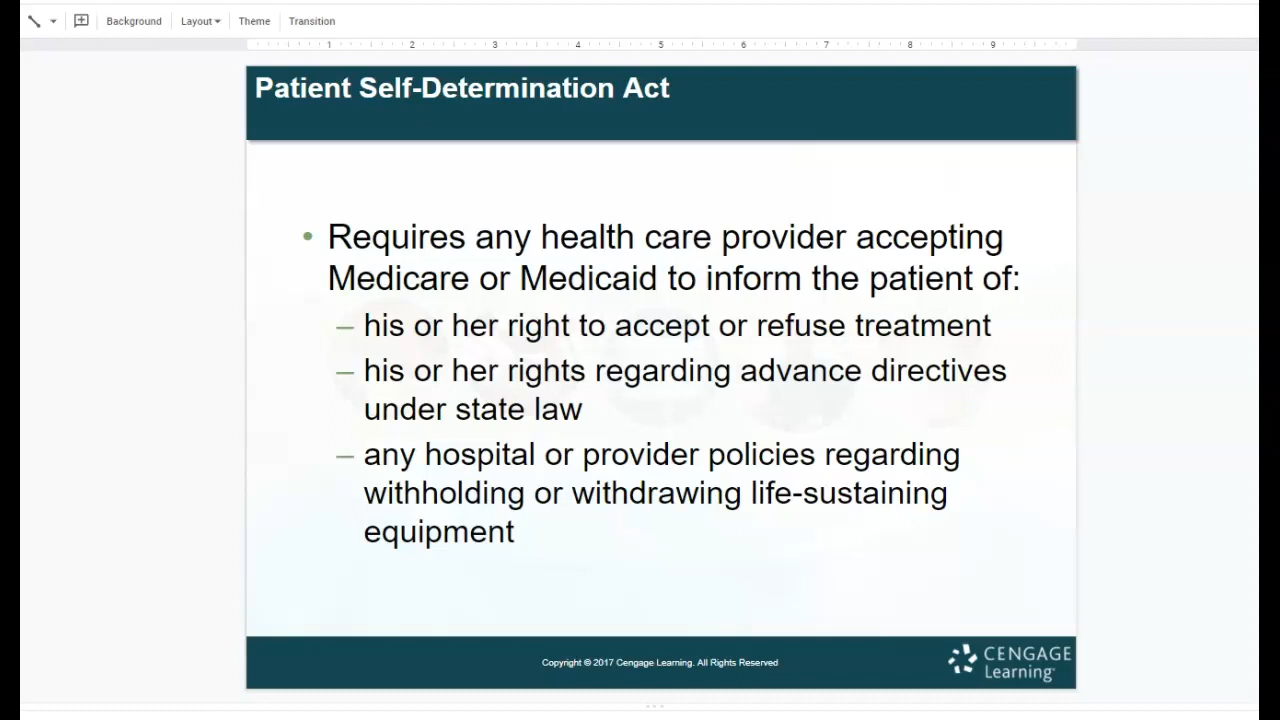 Background Layout Theme Transition
1 2 3 4 5 6 7 8 9
Patient Self-Determination Act
• Requires any health care provider accepting
Medicare or Medicaid to inform the patient of:
– his or her right to accept or refuse treatment
– his or her rights regarding advance directives
under state law
– any hospital or provider policies regarding
withholding or withdrawing life-sustaining
equipment
Copyright © 2017 Cengage Learning. All Rights Reserved
CENGAGE
Learning™